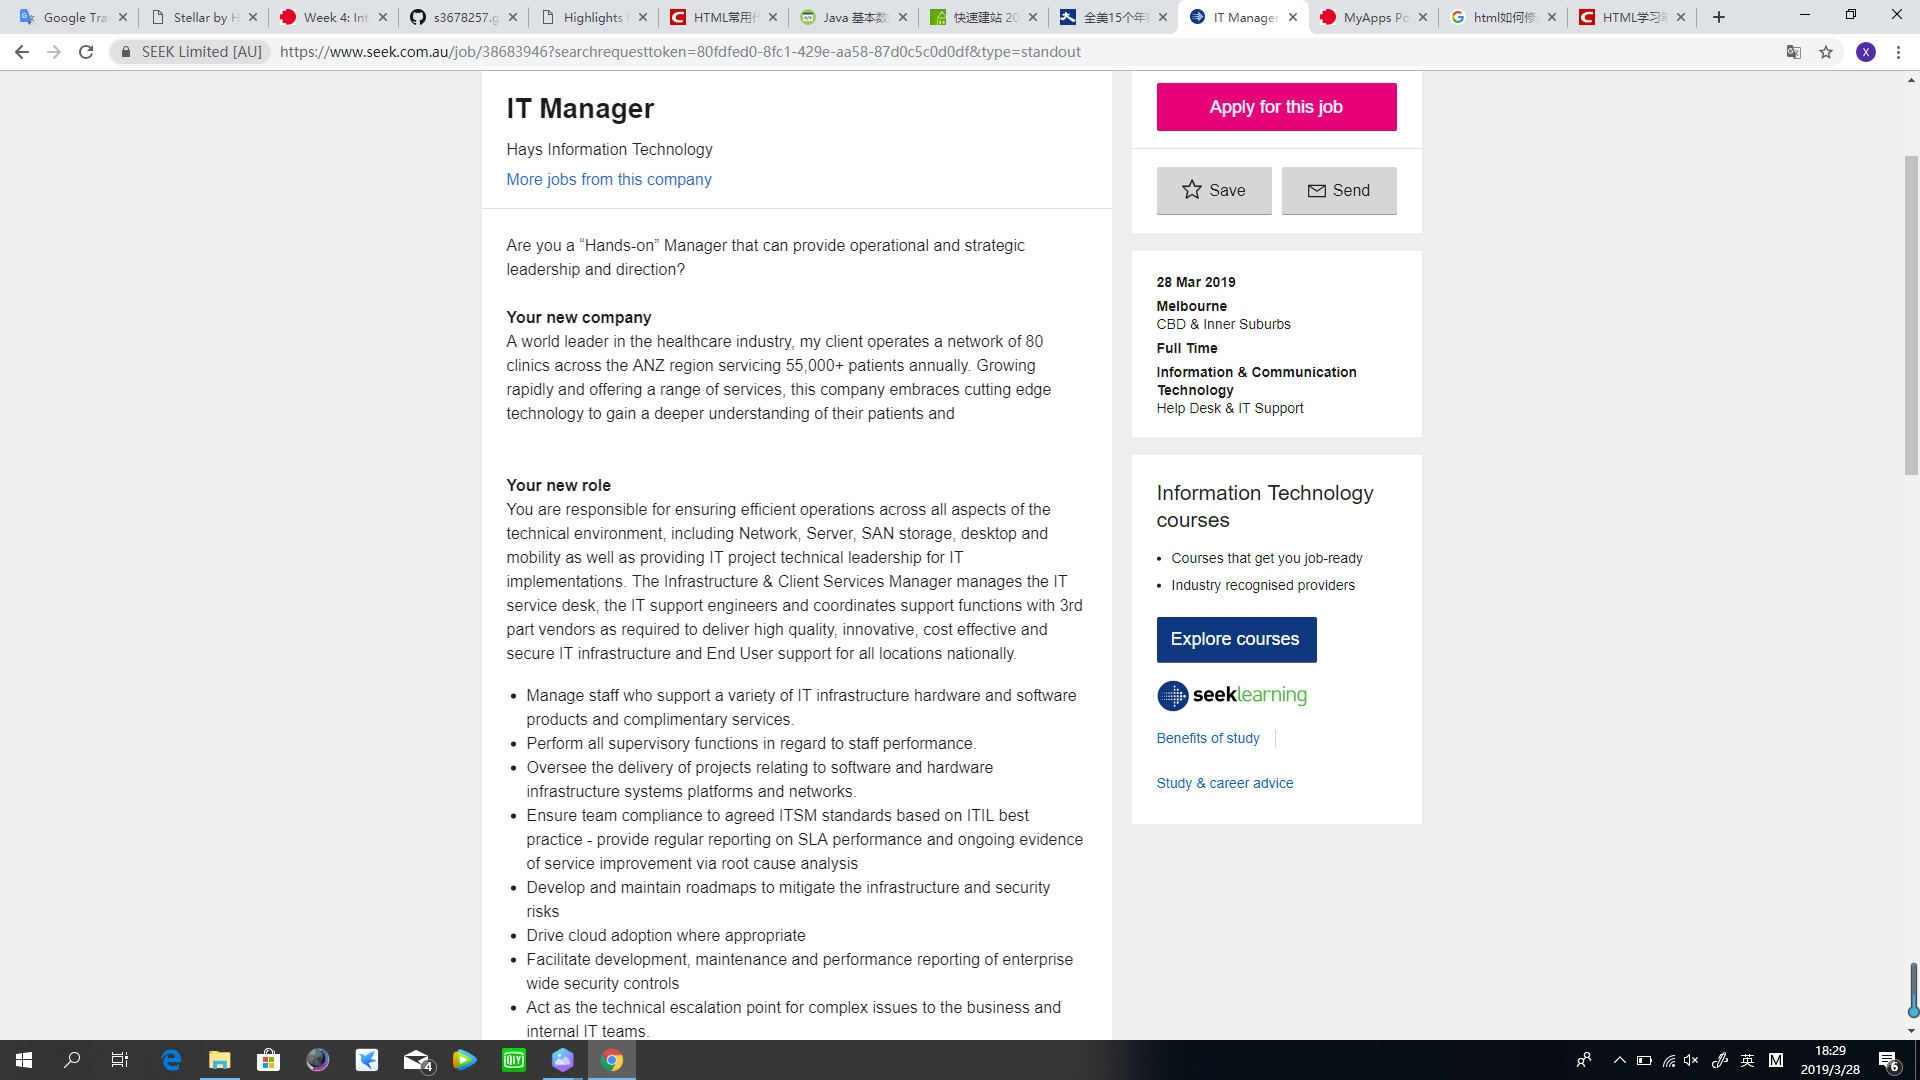 Google Tra
Stellar by H
Week 4: Int
s3678257.g
Highlights
HTML常用
Java 基本数
快速建站 20
全美15个年
IT Manager
MyApps Po
html如何修
HTML学习
SEEK Limited [AU]
https://www.seek.com.au/job/38683946?searchrequesttoken=80fdfed0-8fc1-429e-aa58-87d0c5c0d0df&type=standout
X
IT Manager
Hays Information Technology
More jobs from this company
Are you a “Hands-on” Manager that can provide operational and strategic
leadership and direction?
Your new company
A world leader in the healthcare industry, my client operates a network of 80
clinics across the ANZ region servicing 55,000+ patients annually. Growing
rapidly and offering a range of services, this company embraces cutting edge
technology to gain a deeper understanding of their patients and
Your new role
You are responsible for ensuring efficient operations across all aspects of the
technical environment, including Network, Server, SAN storage, desktop and
mobility as well as providing IT project technical leadership for IT
implementations. The Infrastructure & Client Services Manager manages the IT
service desk, the IT support engineers and coordinates support functions with 3rd
part vendors as required to deliver high quality, innovative, cost effective and
secure IT infrastructure and End User support for all locations nationally.
• Manage staff who support a variety of IT infrastructure hardware and software
products and complimentary services.
• Perform all supervisory functions in regard to staff performance.
• Oversee the delivery of projects relating to software and hardware
infrastructure systems platforms and networks.
• Ensure team compliance to agreed ITSM standards based on ITIL best
practice - provide regular reporting on SLA performance and ongoing evidence
of service improvement via root cause analysis
• Develop and maintain roadmaps to mitigate the infrastructure and security
risks
• Drive cloud adoption where appropriate
• Facilitate development, maintenance and performance reporting of enterprise
wide security controls
• Act as the technical escalation point for complex issues to the business and
internal IT teams.
Apply for this job
Save
Send
28 Mar 2019
Melbourne
CBD & Inner Suburbs
Full Time
Information & Communication
Technology
Help Desk & IT Support
Information Technology
courses
• Courses that get you job-ready
• Industry recognised providers
Explore courses
seeklearning
Benefits of study
Study & career advice
4
DIY
英
M
18:29
2019/3/28
6